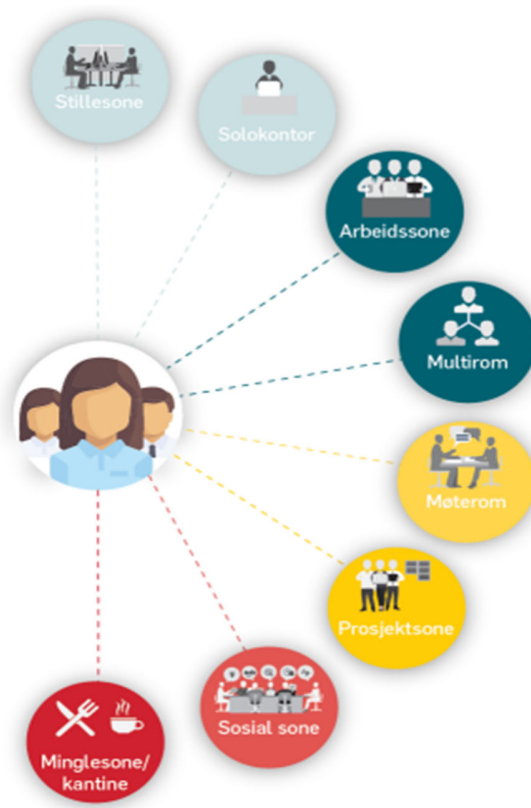 Stillesone
Solokontor
Arbeidssone
Multirom
Møterom
Prosjektsone
Sosial sone
Minglesone/
kantine